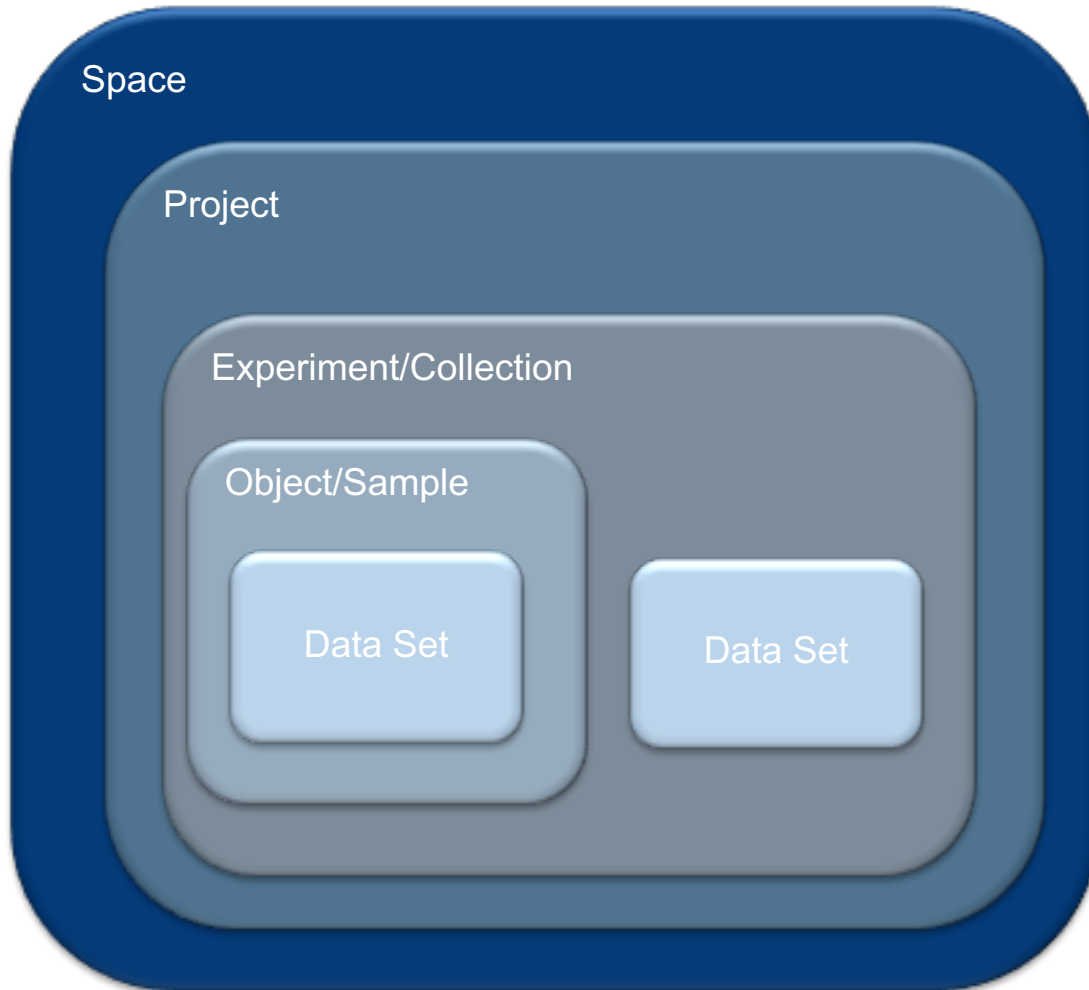 Space
Project
Experiment/Collection
Object/Sample
Data Set
Data Set